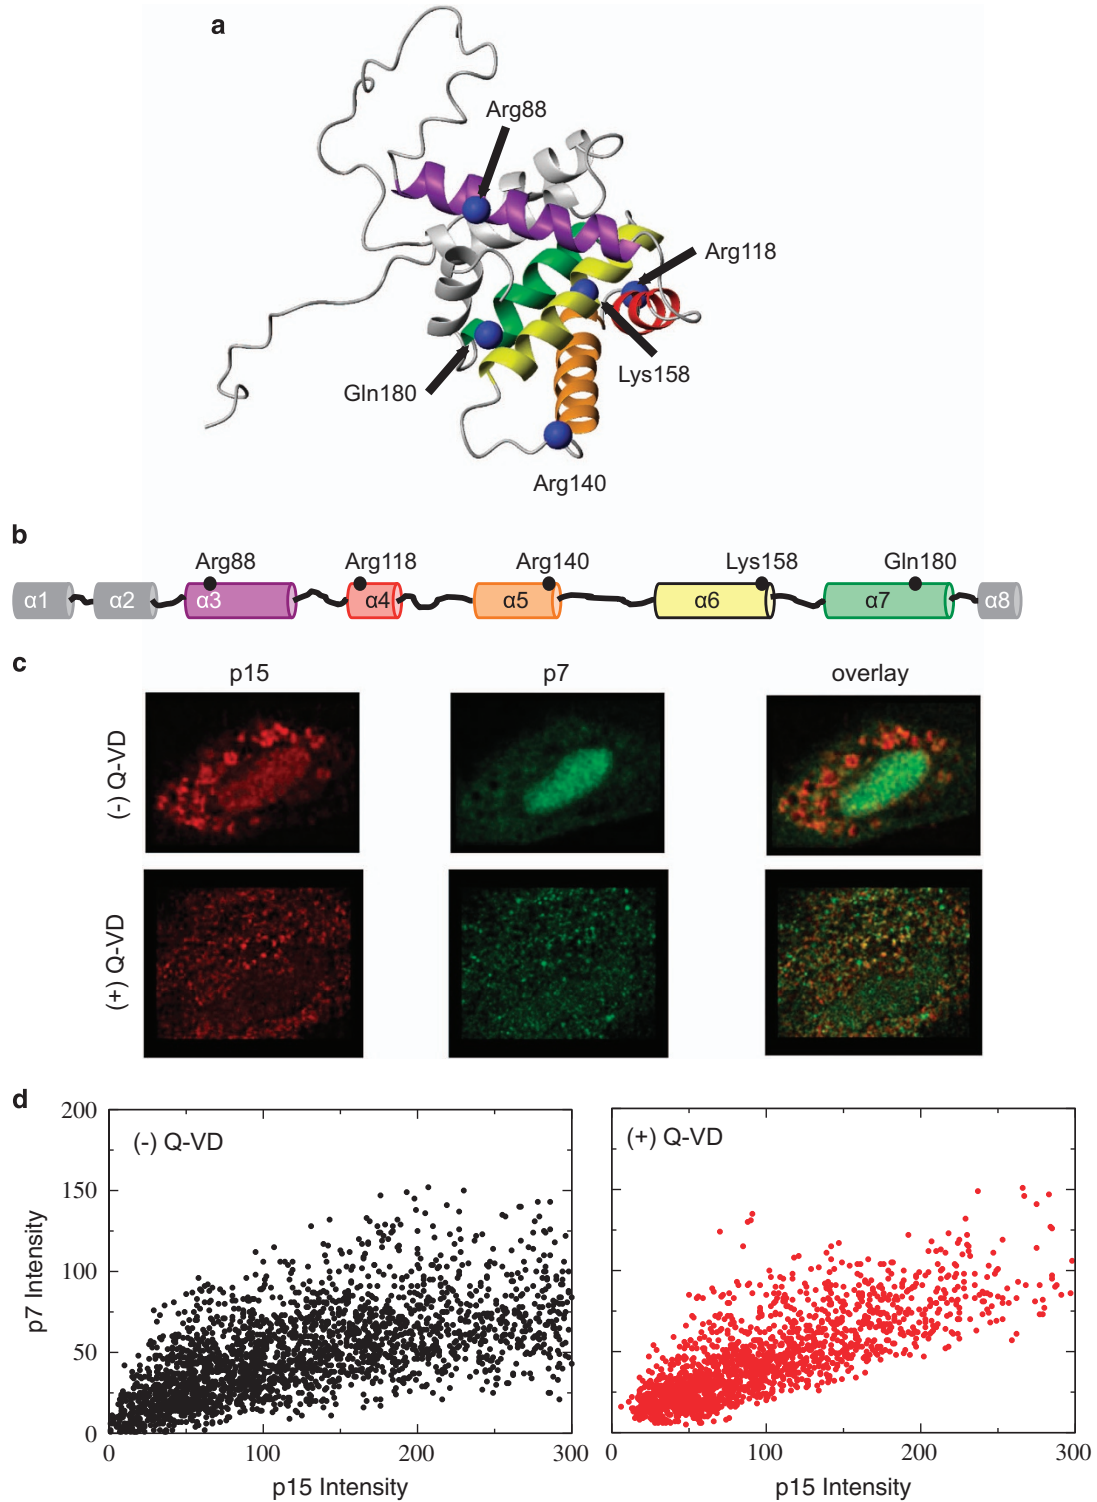 a
Arg88
Arg118
Lys158
Gln180
Arg140
b
Arg88 Arg118 Arg140 Lys158 Gln180
α1 α2 α3 α4 α5 α6 α7 α8
c
p15 p7 overlay
(-) Q-VD
(+) Q-VD
d
200
150
100
50
0
p7 Intensity
(-) Q-VD
0 100 200 300
p15 Intensity
(+) Q-VD
0 100 200 300
p15 Intensity